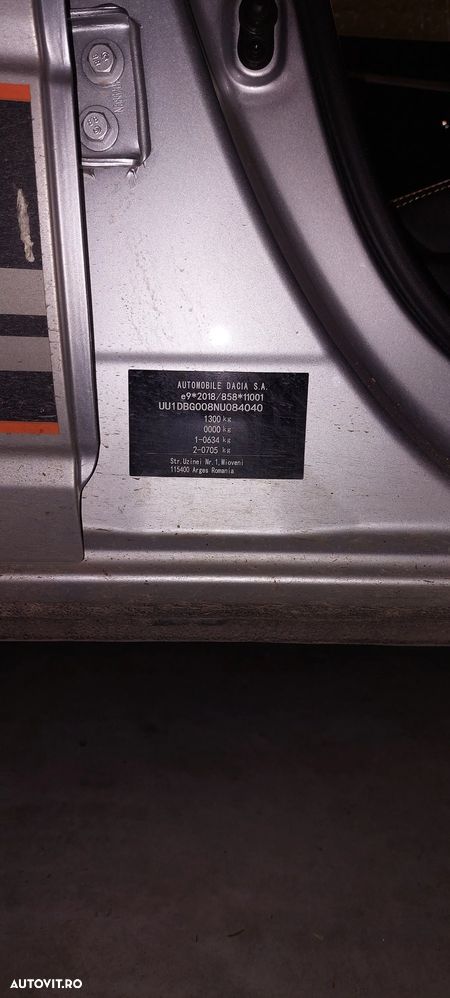 AUTOMOBILE DACIA S.A.
e9*2018/858*11001
UU1DBG008NU084040
1300 kg
0000 kg
1-0634 kg
2-0705 kg
Str.Uzinei Nr.1,Mioveni
115400 Arges Romania
AUTOVIT.RO